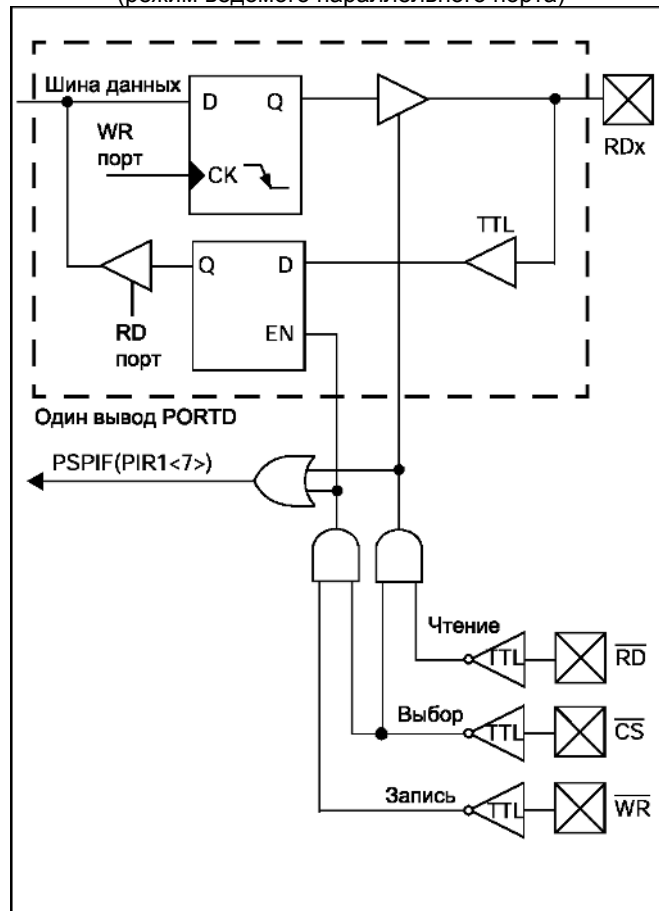 (режим ведомого параллельного порта)
Шина данных
D Q
WR
порт
CK
RDx
TTL
Q D
EN
RD
порт
Один вывод PORTD
PSPIF(PIR1<7>)
Чтение
TTL
RD
Выбор
TTL
CS
Запись
TTL
WR